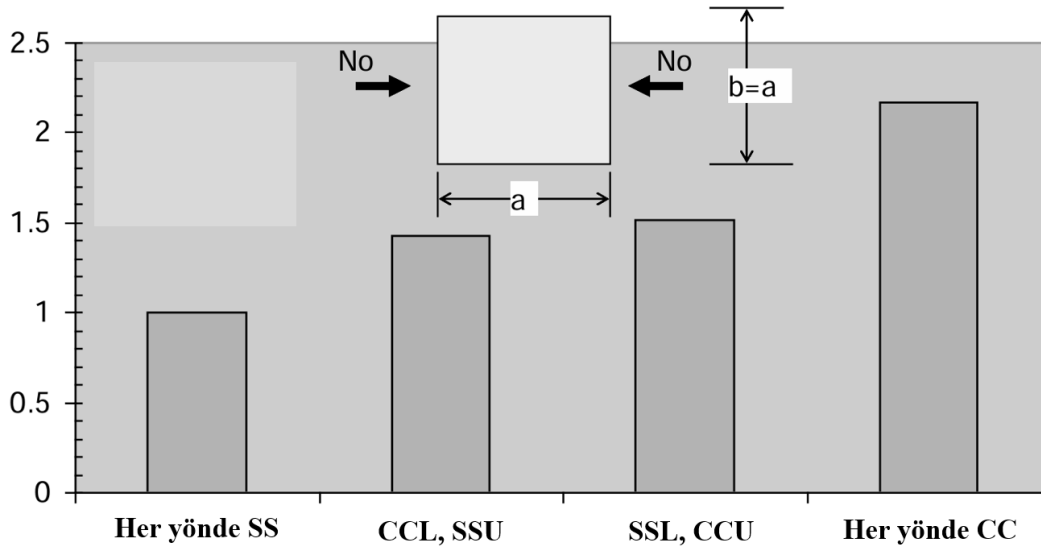 2.5
No
No
b=a
2
a
1.5
1
0.5
0
Her yönde SS
CCL, SSU
SSL, CCU
Her yönde CC